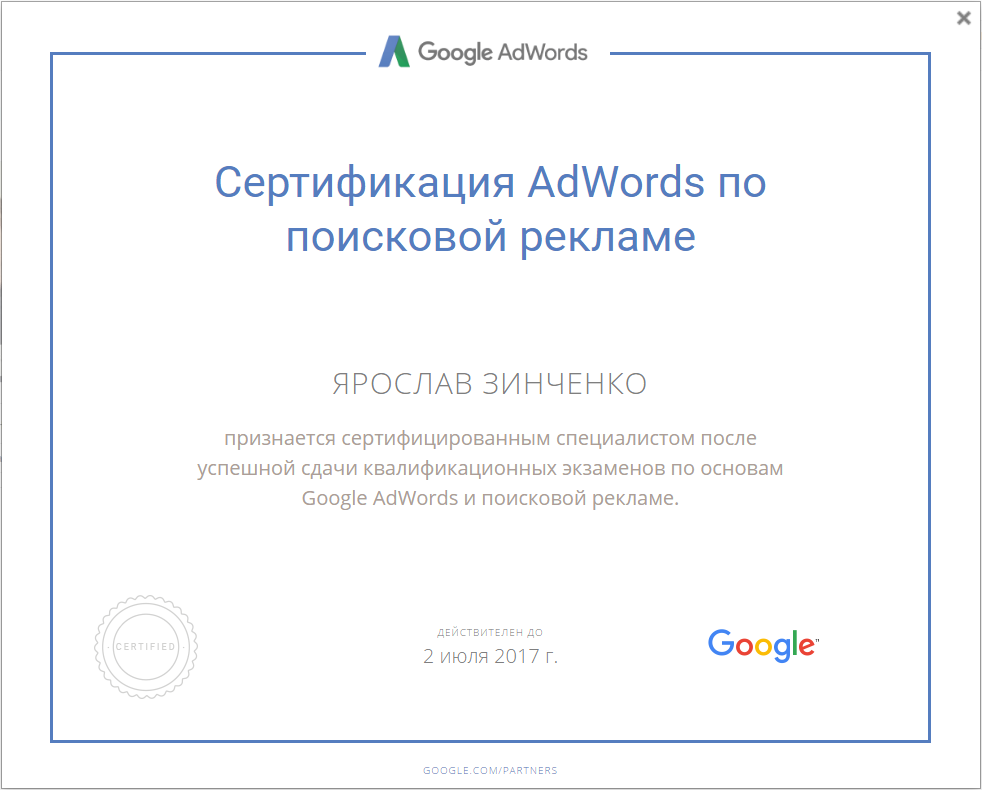 Google AdWords
Сертификация AdWords по
поисковой рекламе
ЯРОСЛАВ ЗИНЧЕНКО
признается сертифицированным специалистом после
успешной сдачи квалификационных экзаменов по основам
Google AdWords и поисковой рекламе.
· CERTIFIED ·
ДЕЙСТВИТЕЛЕН ДО
2 июля 2017 г.
Google™
GOOGLE.COM/PARTNERS